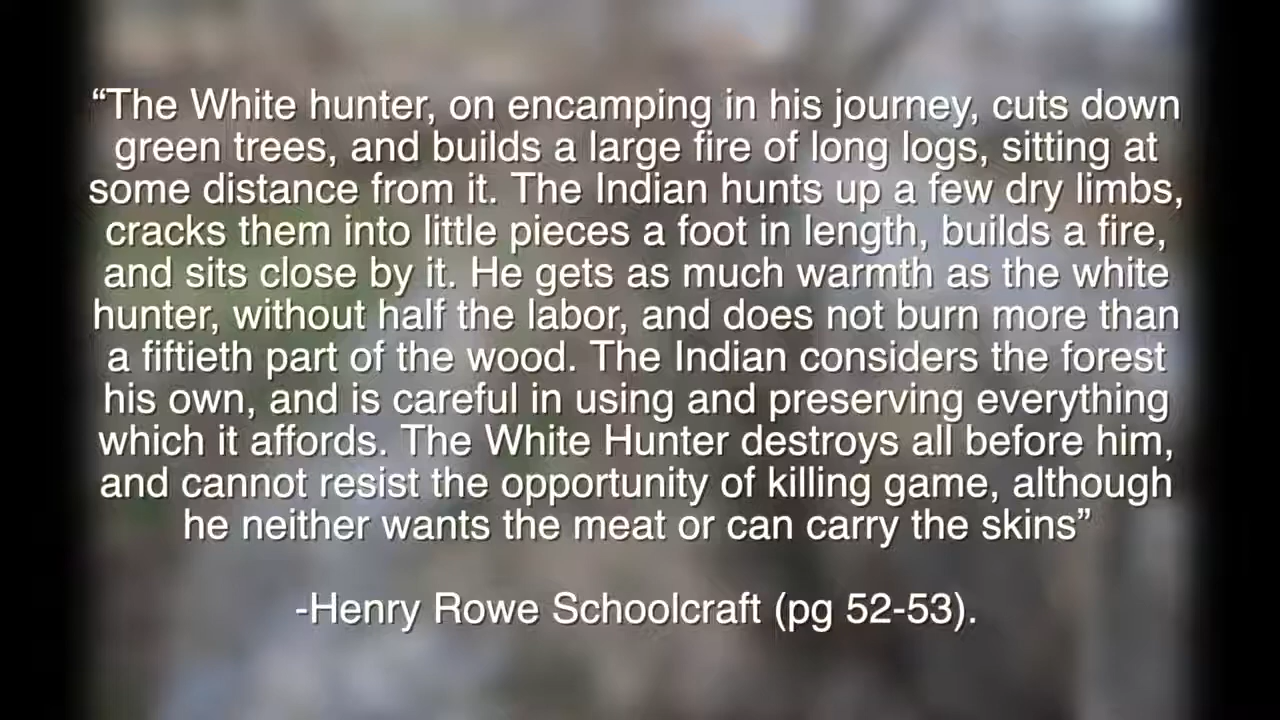 “The White hunter, on encamping in his journey, cuts down
green trees, and builds a large fire of long logs, sitting at
some distance from it. The Indian hunts up a few dry limbs,
cracks them into little pieces a foot in length, builds a fire,
and sits close by it. He gets as much warmth as the white
hunter, without half the labor, and does not burn more than
a fiftieth part of the wood. The Indian considers the forest
his own, and is careful in using and preserving everything
which it affords. The White Hunter destroys all before him,
and cannot resist the opportunity of killing game, although
he neither wants the meat or can carry the skins”
-Henry Rowe Schoolcraft (pg 52-53).